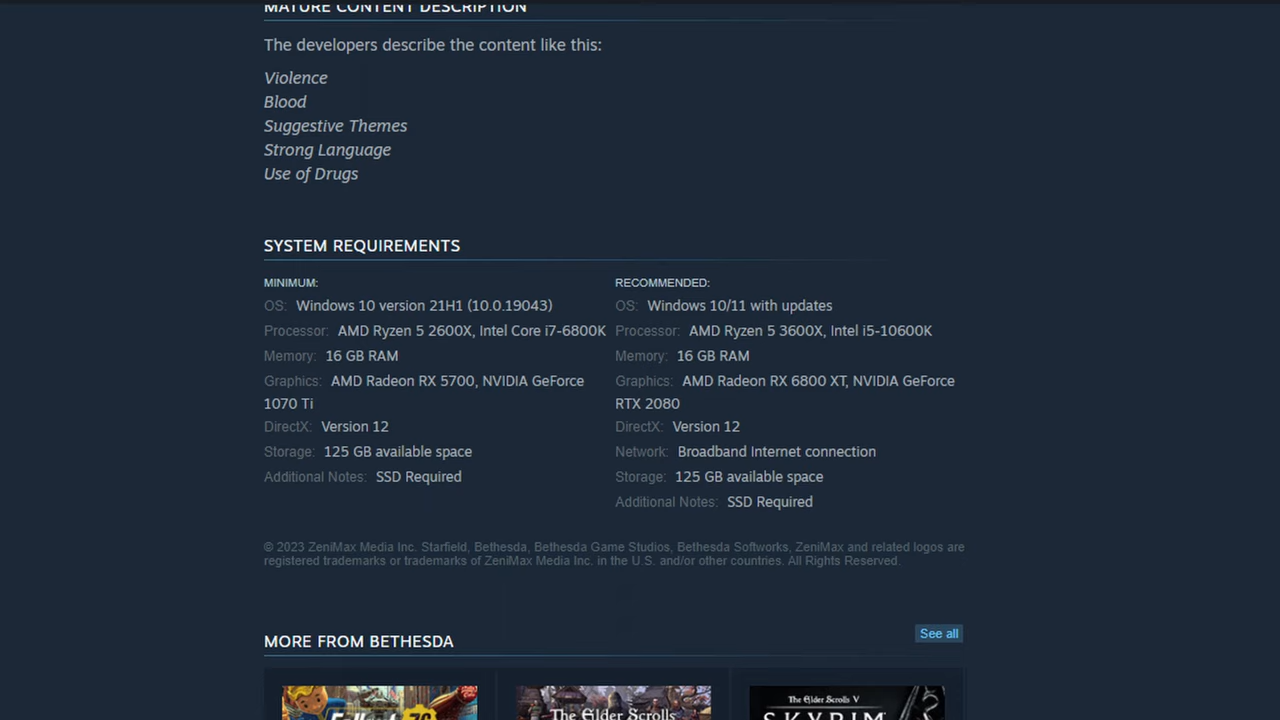 MATURE CONTENT DESCRIPTION
The developers describe the content like this:
Violence
Blood
Suggestive Themes
Strong Language
Use of Drugs
SYSTEM REQUIREMENTS
MINIMUM:
OS: Windows 10 version 21H1 (10.0.19043)
Processor: AMD Ryzen 5 2600X, Intel Core i7-6800K
Memory: 16 GB RAM
Graphics: AMD Radeon RX 5700, NVIDIA GeForce
1070 Ti
DirectX: Version 12
Storage: 125 GB available space
Additional Notes: SSD Required
RECOMMENDED:
OS: Windows 10/11 with updates
Processor: AMD Ryzen 5 3600X, Intel i5-10600K
Memory: 16 GB RAM
Graphics: AMD Radeon RX 6800 XT, NVIDIA GeForce
RTX 2080
DirectX: Version 12
Network: Broadband Internet connection
Storage: 125 GB available space
Additional Notes: SSD Required
© 2023 ZeniMax Media Inc. Starfield, Bethesda, Bethesda Game Studios, Bethesda Softworks, ZeniMax and related logos are
registered trademarks or trademarks of ZeniMax Media Inc. in the U.S. and/or other countries. All Rights Reserved.
MORE FROM BETHESDA
See all
Fallout 76
The Elder Scrolls
The Elder Scrolls V
SKYRIM